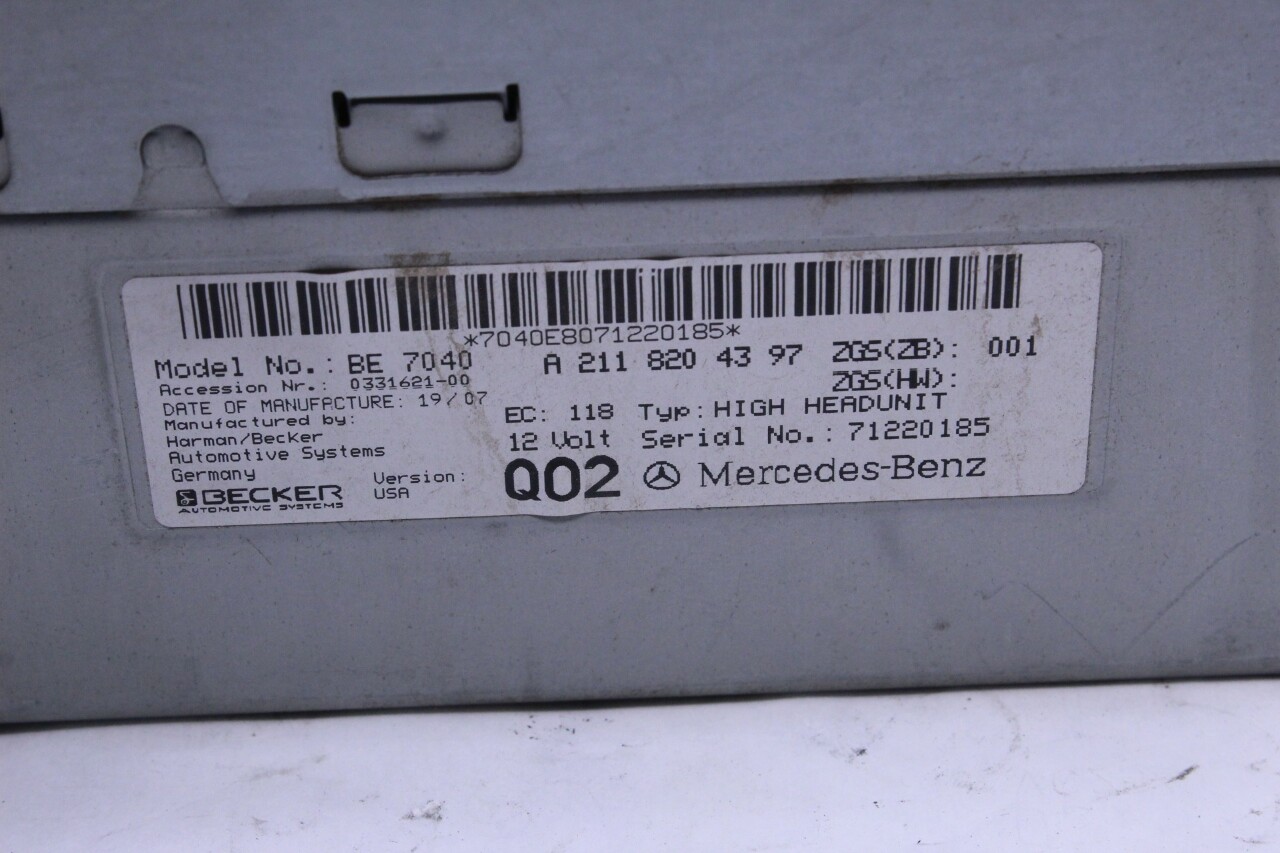 *7040E8071220185*
Model No.: BE 7040 A 211 820 43 97 ZGS(ZB): 001
Accession Nr.: 0331621-00 ZGS(HW):
DATE OF MANUFACTURE: 19/07 EC: 118 Typ: HIGH HEADUNIT
Manufactured by:
Harman/Becker 12 Volt Serial No.: 71220185
Automotive Systems
Germany Version: Q02 Mercedes-Benz
BECKER USA
AUTOMOTIVE SYSTEMS